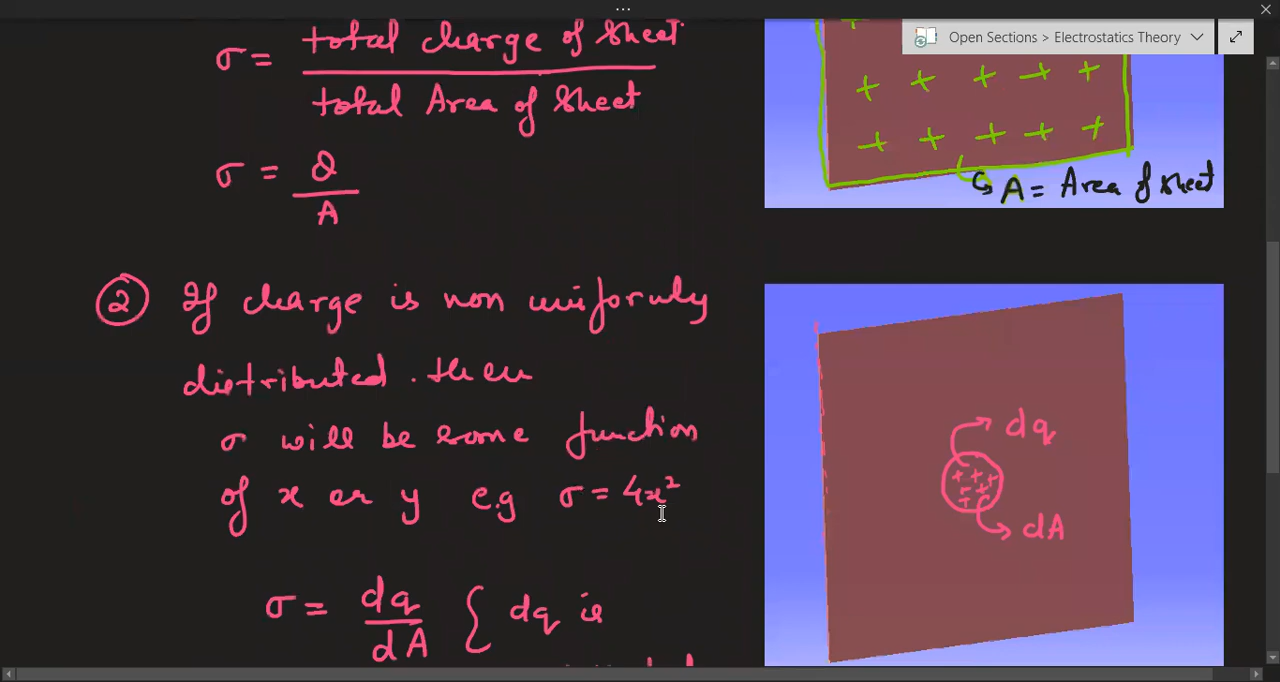 Open Sections > Electrostatics Theory
σ = total charge of sheet / total Area of sheet
σ = Q / A
A = Area of sheet
② If charge is non uniformly
distributed . then
σ will be some function
of x or y e.g σ = 4x²
σ = dq / dA { dq is
dq
dA